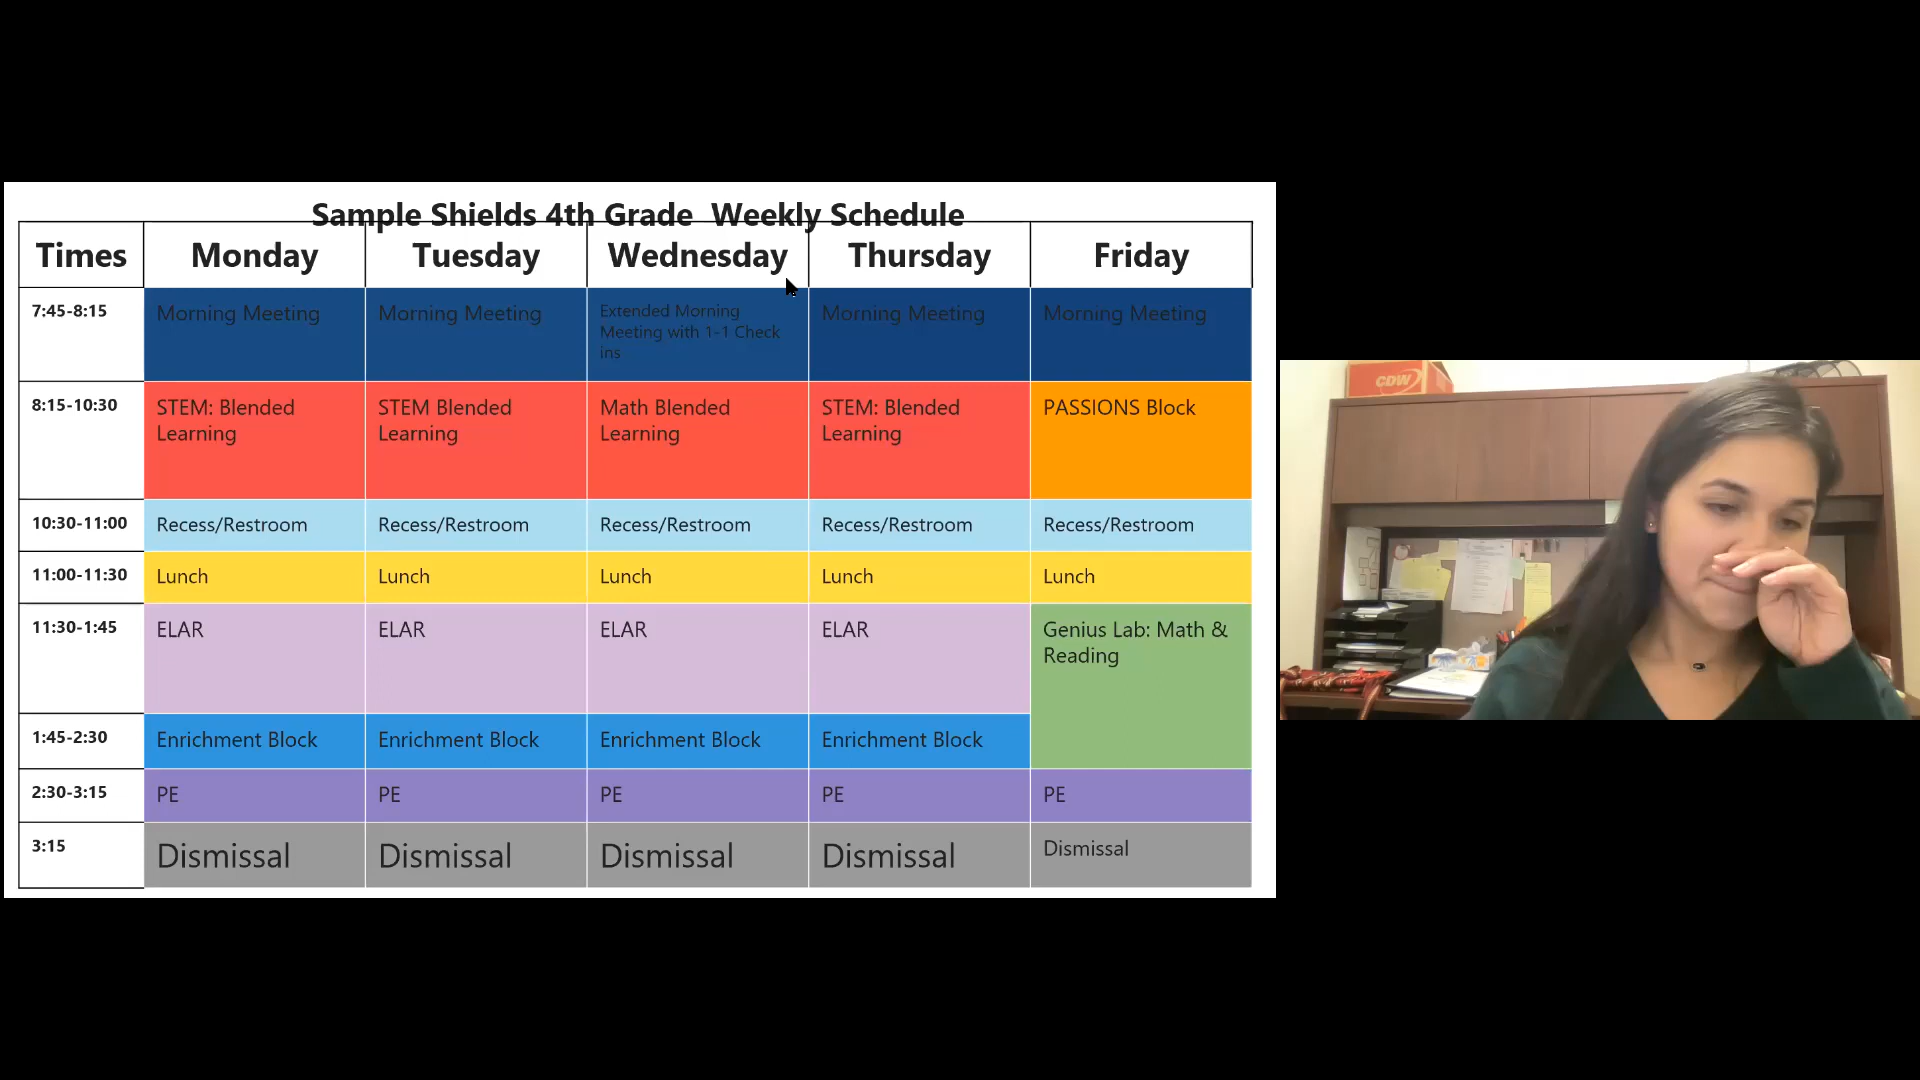 Sample Shields 4th Grade  Weekly Schedule
Times Monday Tuesday Wednesday Thursday Friday
7:45-8:15 Morning Meeting Morning Meeting Extended Morning Morning Meeting Morning Meeting
Meeting with 1-1 Check
ins
8:15-10:30 STEM: Blended STEM Blended Math Blended STEM: Blended PASSIONS Block
Learning Learning Learning Learning
10:30-11:00 Recess/Restroom Recess/Restroom Recess/Restroom Recess/Restroom Recess/Restroom
11:00-11:30 Lunch Lunch Lunch Lunch Lunch
11:30-1:45 ELAR ELAR ELAR ELAR Genius Lab: Math &
Reading
1:45-2:30 Enrichment Block Enrichment Block Enrichment Block Enrichment Block
2:30-3:15 PE PE PE PE PE
3:15 Dismissal Dismissal Dismissal Dismissal Dismissal
CDW